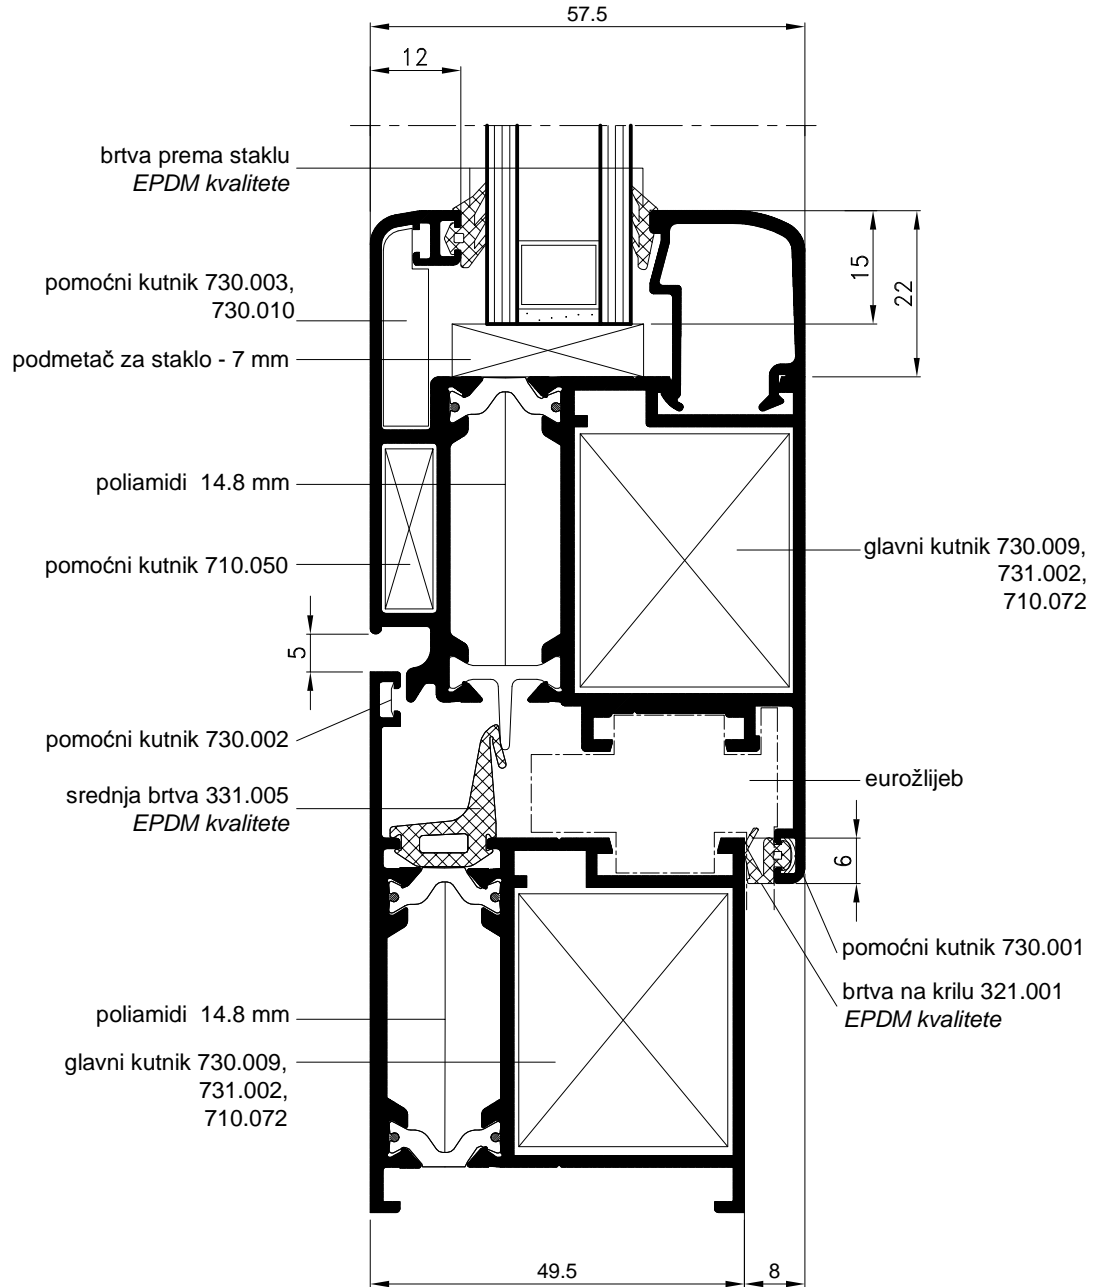 57.5
12
brtva prema staklu
EPDM kvalitete
pomoćni kutnik 730.003,
730.010
15
22
podmetač za staklo - 7 mm
poliamidi 14.8 mm
glavni kutnik 730.009,
731.002,
710.072
pomoćni kutnik 710.050
5
pomoćni kutnik 730.002
eurožlijeb
srednja brtva 331.005
EPDM kvalitete
6
pomoćni kutnik 730.001
brtva na krilu 321.001
EPDM kvalitete
poliamidi 14.8 mm
glavni kutnik 730.009,
731.002,
710.072
49.5
8